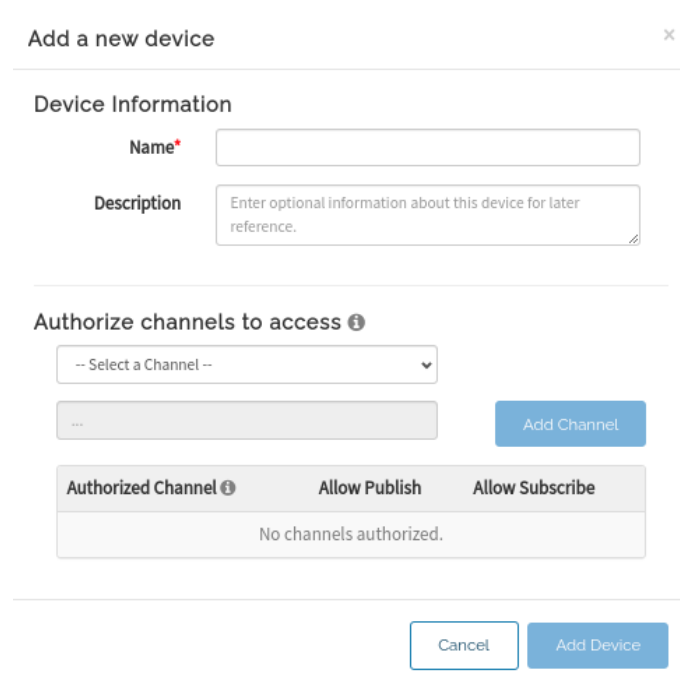 Add a new device ×
Device Information
Name*
Description
Enter optional information about this device for later
reference.
Authorize channels to access
-- Select a Channel --
...
Add Channel
Authorized Channel Allow Publish Allow Subscribe
No channels authorized.
Cancel Add Device